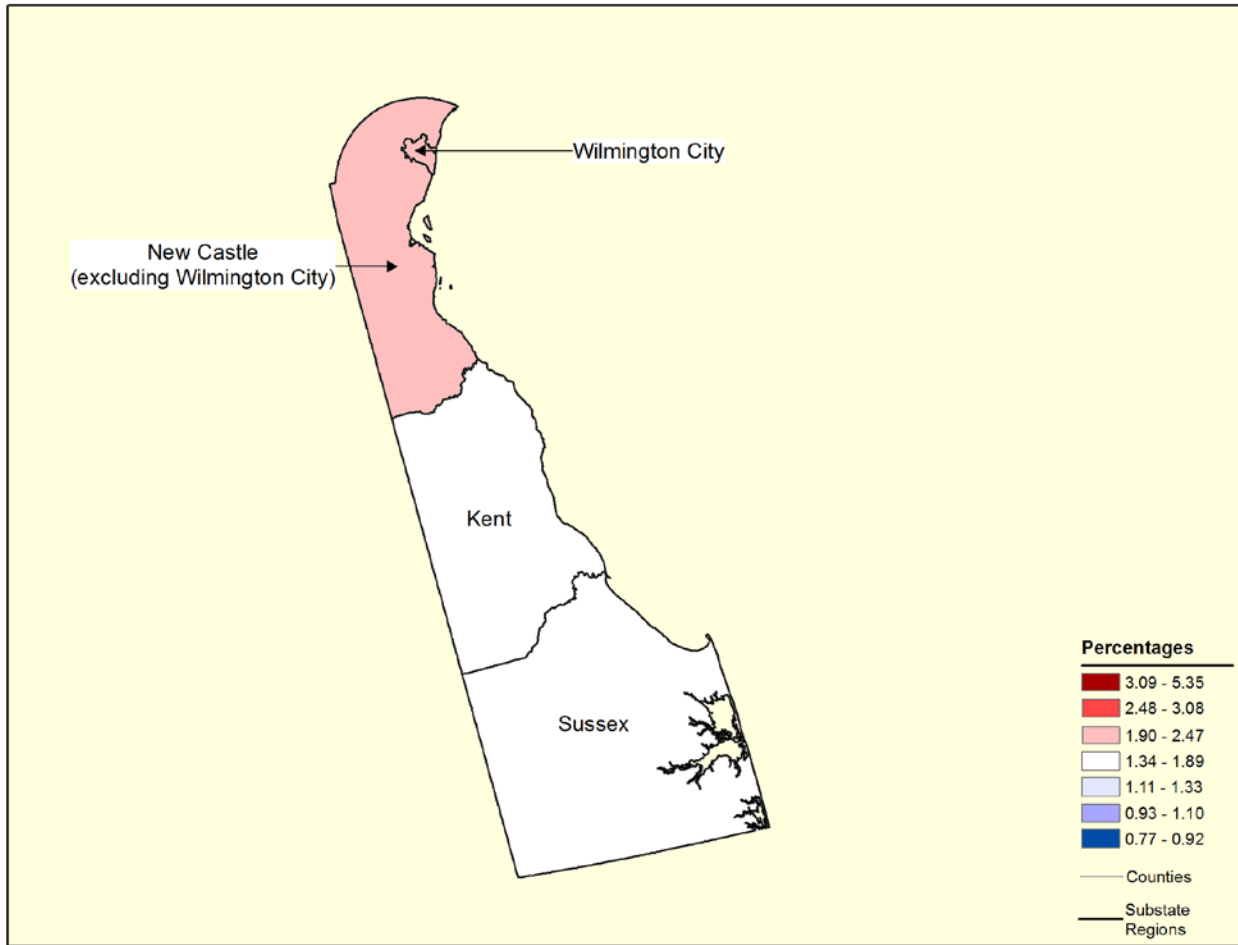 Wilmington City
New Castle
(excluding Wilmington City)
Kent
Sussex
Percentages
3.09 - 5.35
2.48 - 3.08
1.90 - 2.47
1.34 - 1.89
1.11 - 1.33
0.93 - 1.10
0.77 - 0.92
Counties
Substate
Regions